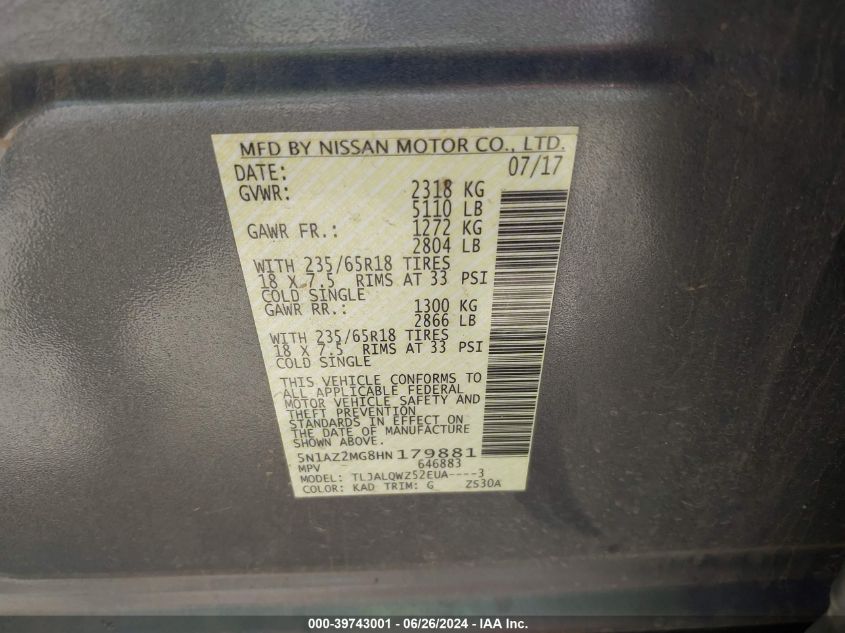 MFD BY NISSAN MOTOR CO., LTD.
DATE: 07/17
GVWR: 2318 KG
5110 LB
GAWR FR.: 1272 KG
2804 LB
WITH 235/65R18 TIRES
18 X 7.5 RIMS AT 33 PSI
COLD SINGLE
GAWR RR.: 1300 KG
2866 LB
WITH 235/65R18 TIRES
18 X 7.5 RIMS AT 33 PSI
COLD SINGLE
THIS VEHICLE CONFORMS TO
ALL APPLICABLE FEDERAL
MOTOR VEHICLE SAFETY AND
THEFT PREVENTION
STANDARDS IN EFFECT ON
THE DATE OF MANUFACTURE
SHOWN ABOVE.
5N1AZ2MG8HN179881
MPV 646883
MODEL: TLJALQWZ52EUA----3
COLOR: KAD TRIM: G ZS30A
000-39743001 - 06/26/2024 - IAA, Inc.